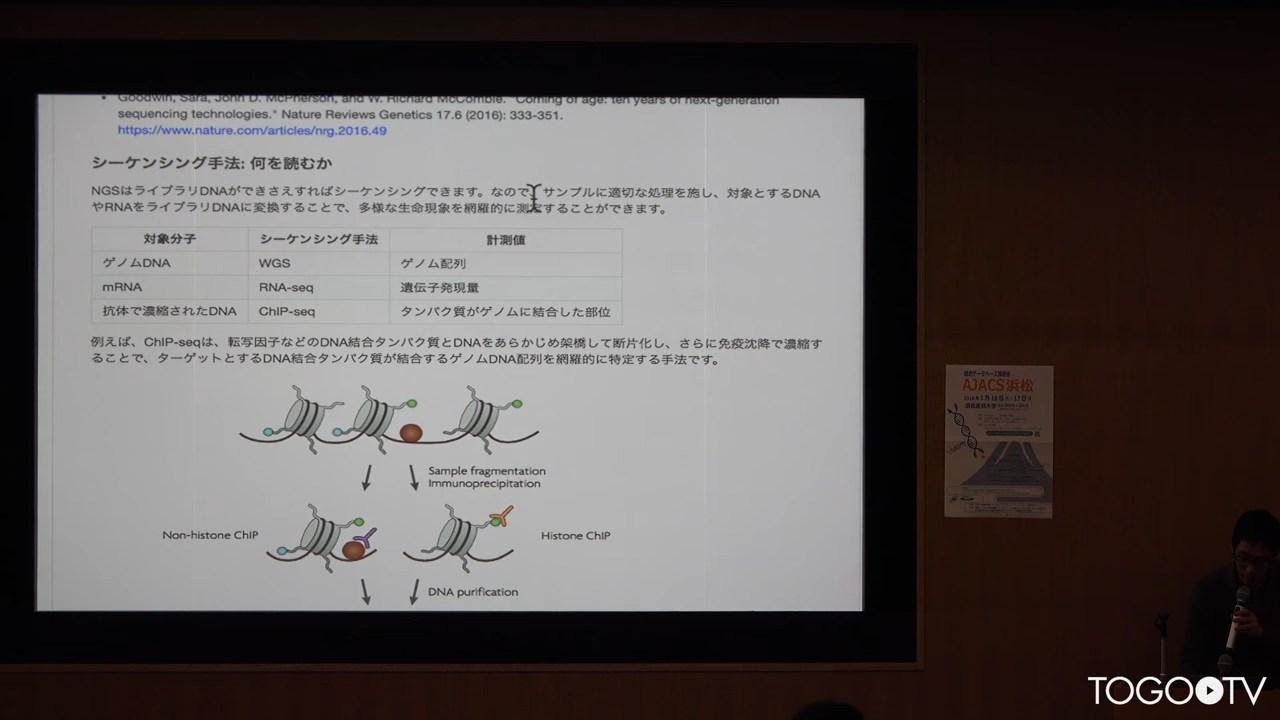 Goodwin, Sara, John D. McPherson, and W. Richard McCombie. "Coming of age: ten years of next-generation
sequencing technologies." Nature Reviews Genetics 17.6 (2016): 333-351.
https://www.nature.com/articles/nrg.2016.49
シーケンシング手法: 何を読むか
NGSはライブラリDNAができさえすればシーケンシングできます。なので、サンプルに適切な処理を施し、対象とするDNA
やRNAをライブラリDNAに変換することで、多様な生命現象を網羅的に測定することができます。
対象分子 シーケンシング手法 計測値
ゲノムDNA WGS ゲノム配列
mRNA RNA-seq 遺伝子発現量
抗体で濃縮されたDNA ChIP-seq タンパク質がゲノムに結合した部位
例えば、ChIP-seqは、転写因子などのDNA結合タンパク質とDNAをあらかじめ架橋して断片化し、さらに免疫沈降で濃縮す
ることで、ターゲットとするDNA結合タンパク質が結合するゲノムDNA配列を網羅的に特定する手法です。
Sample fragmentation
Immunoprecipitation
Non-histone ChIP
Histone ChIP
DNA purification
AJACS浜松
浜松医科大学
TOGOTV